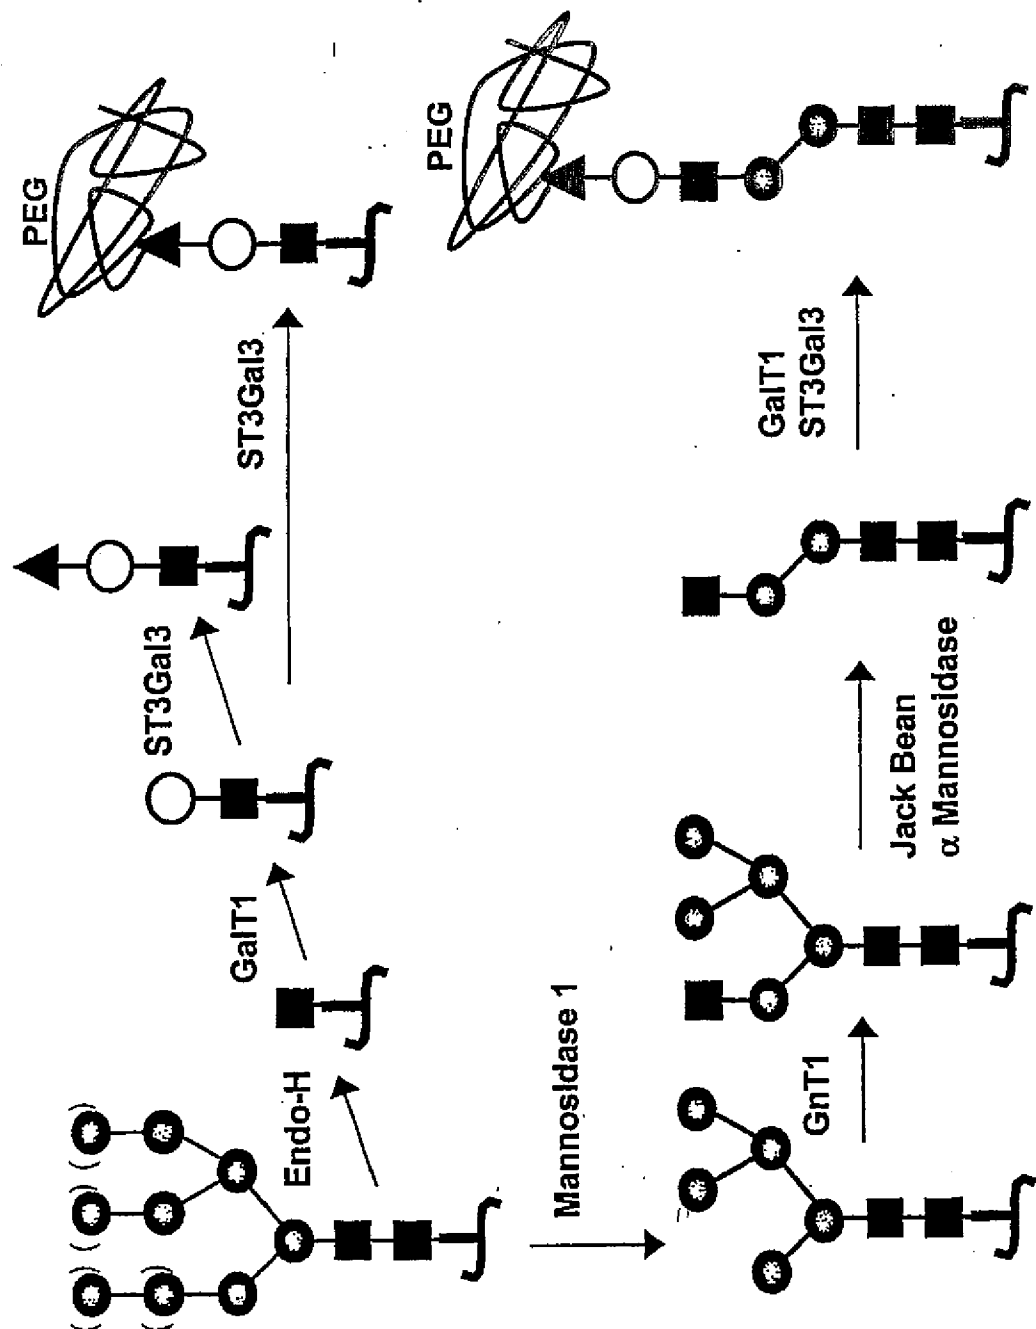 Endo-H
GalT1
ST3Gal3
ST3Gal3
PEG
Mannosidase 1
GnT1
Jack Bean
α Mannosidase
GalT1
ST3Gal3
PEG